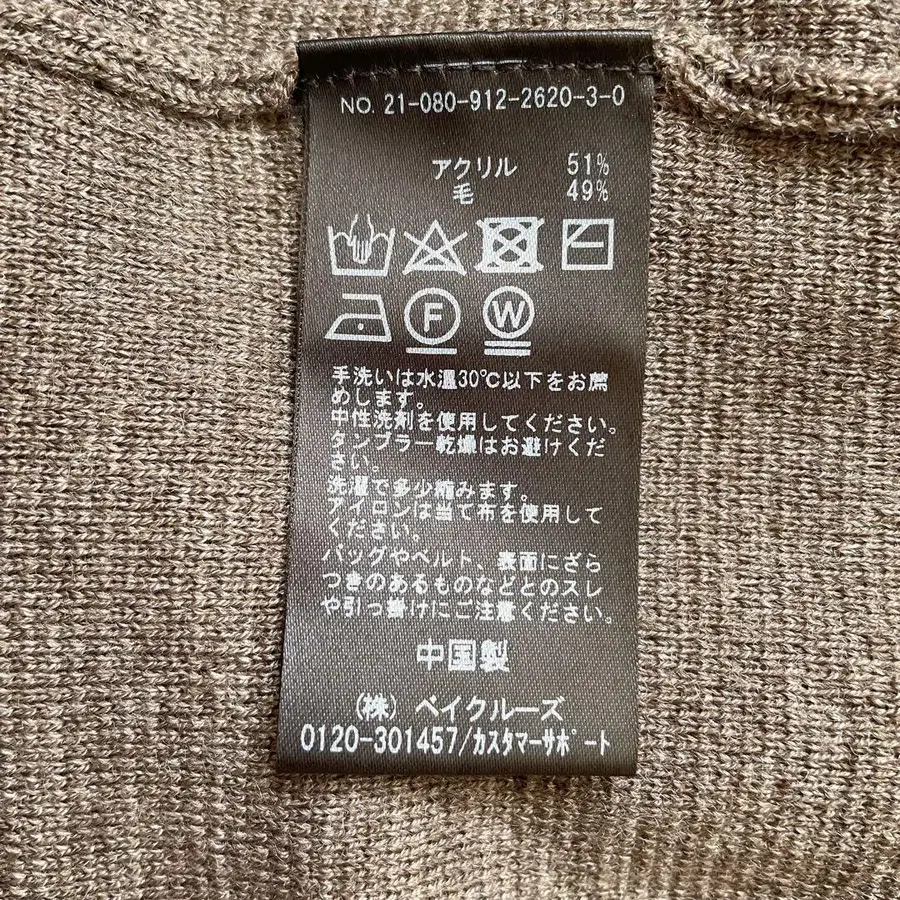 NO. 21-080-912-2620-3-0
アクリル 51%
毛 49%
F W
手洗いは水温30℃以下をお薦
めします。
中性洗剤を使用してください。
タンブラー乾燥はお避けくだ
さい。
洗濯で多少縮みます。
アイロンは当て布を使用して
ください。
バッグやベルト、表面にざら
つきのあるものなどとのスレ
や引っ掛けにご注意ください。
中国製
(株) ベイクルーズ
0120-301457/カスタマーサポート